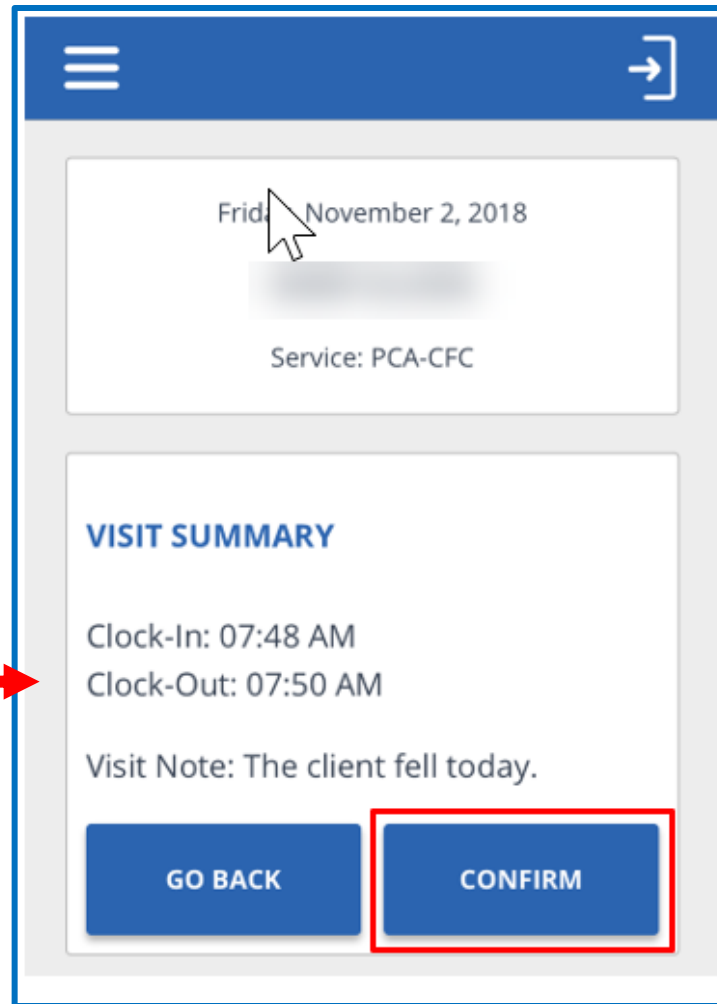 Friday, November 2, 2018
Service: PCA-CFC
VISIT SUMMARY
Clock-In: 07:48 AM
Clock-Out: 07:50 AM
Visit Note: The client fell today.
GO BACK
CONFIRM